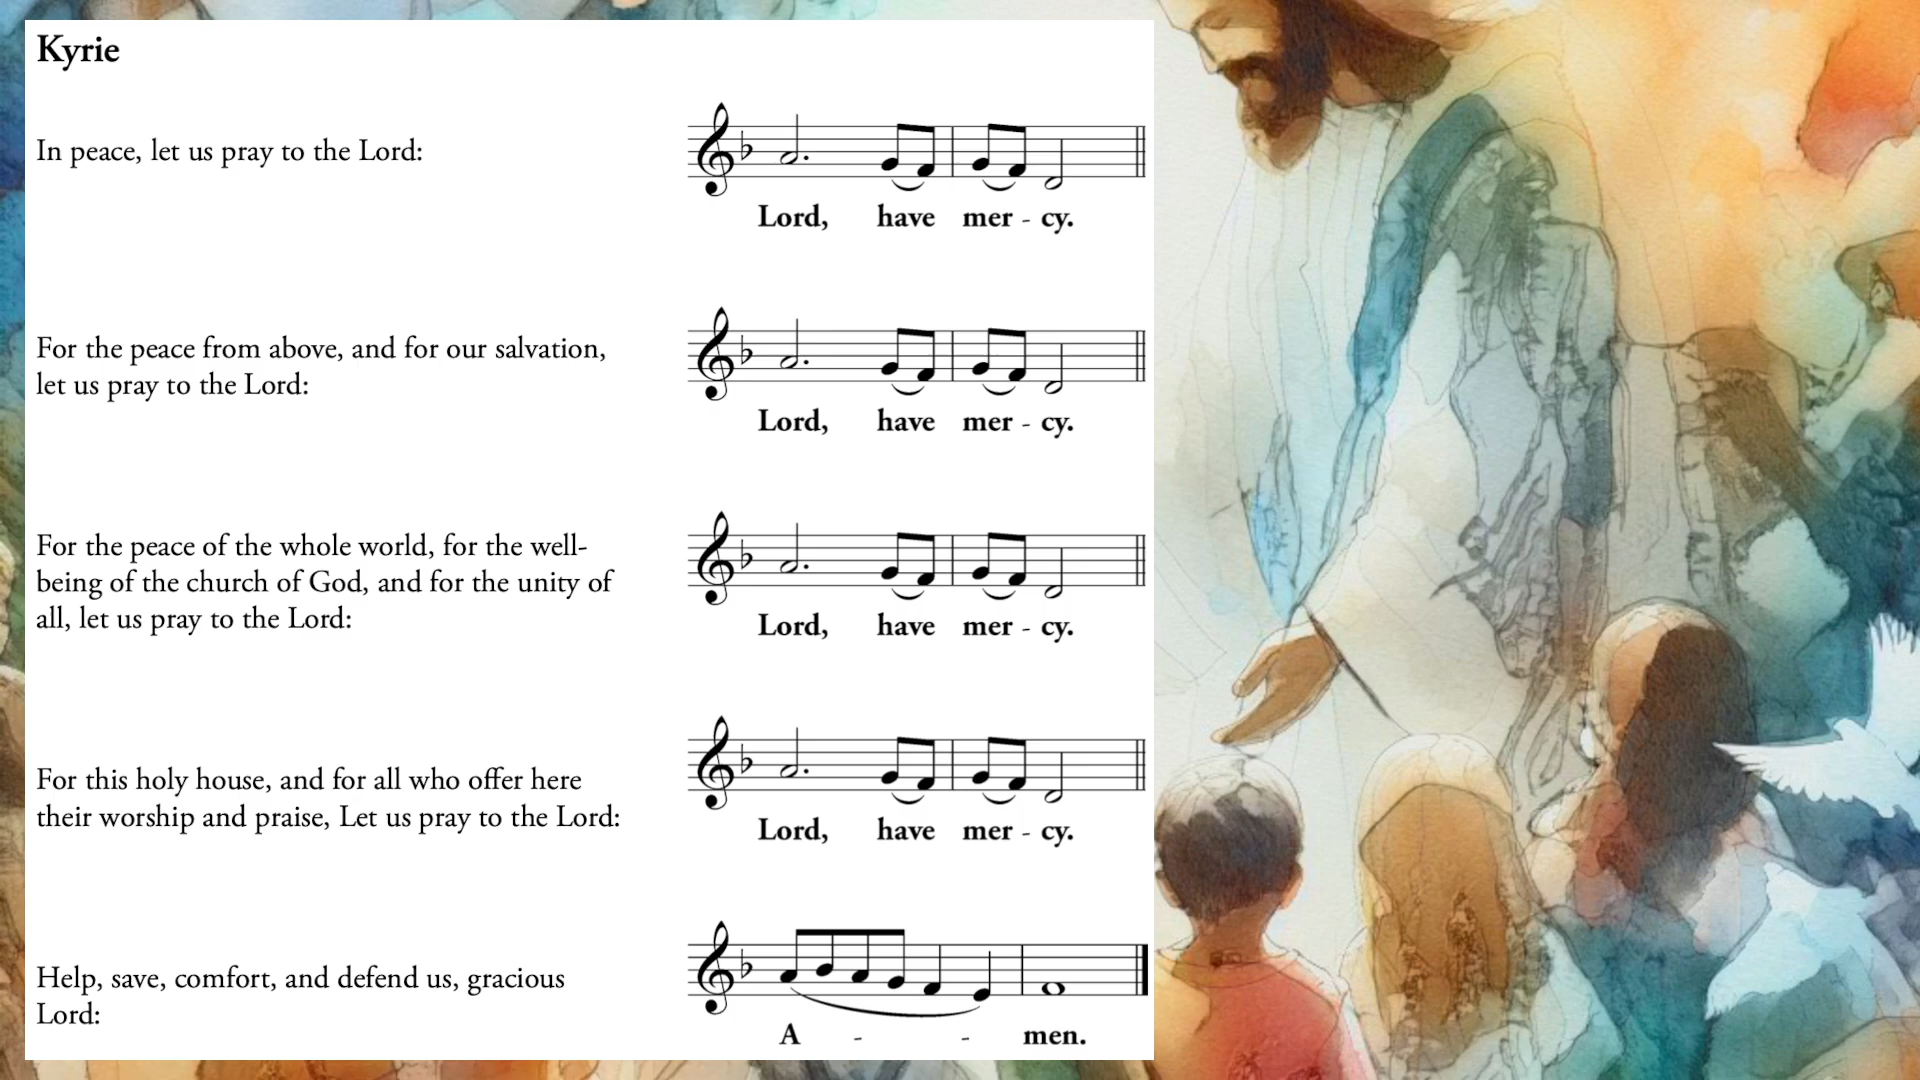 Kyrie
In peace, let us pray to the Lord:
Lord, have mer - cy.
For the peace from above, and for our salvation,
let us pray to the Lord:
Lord, have mer - cy.
For the peace of the whole world, for the well-
being of the church of God, and for the unity of
all, let us pray to the Lord:
Lord, have mer - cy.
For this holy house, and for all who offer here
their worship and praise, Let us pray to the Lord:
Lord, have mer - cy.
Help, save, comfort, and defend us, gracious
Lord:
A - - men.